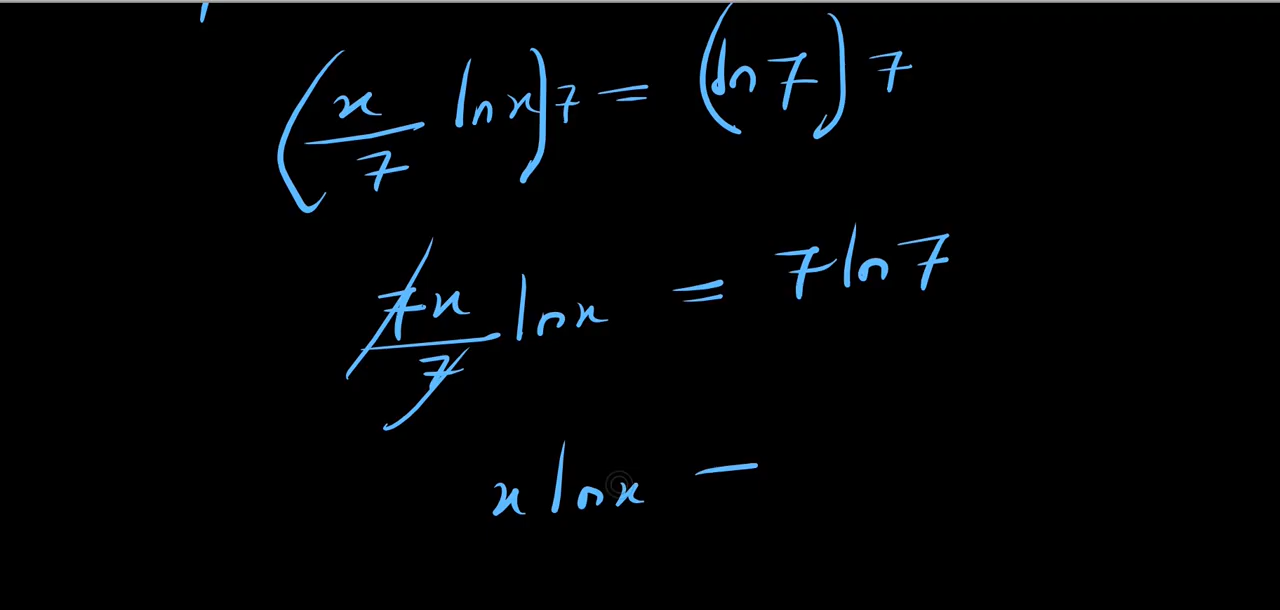 (x/7 ln x)7 = (ln 7)7
7x/7 ln x = 7 ln 7
x ln x −